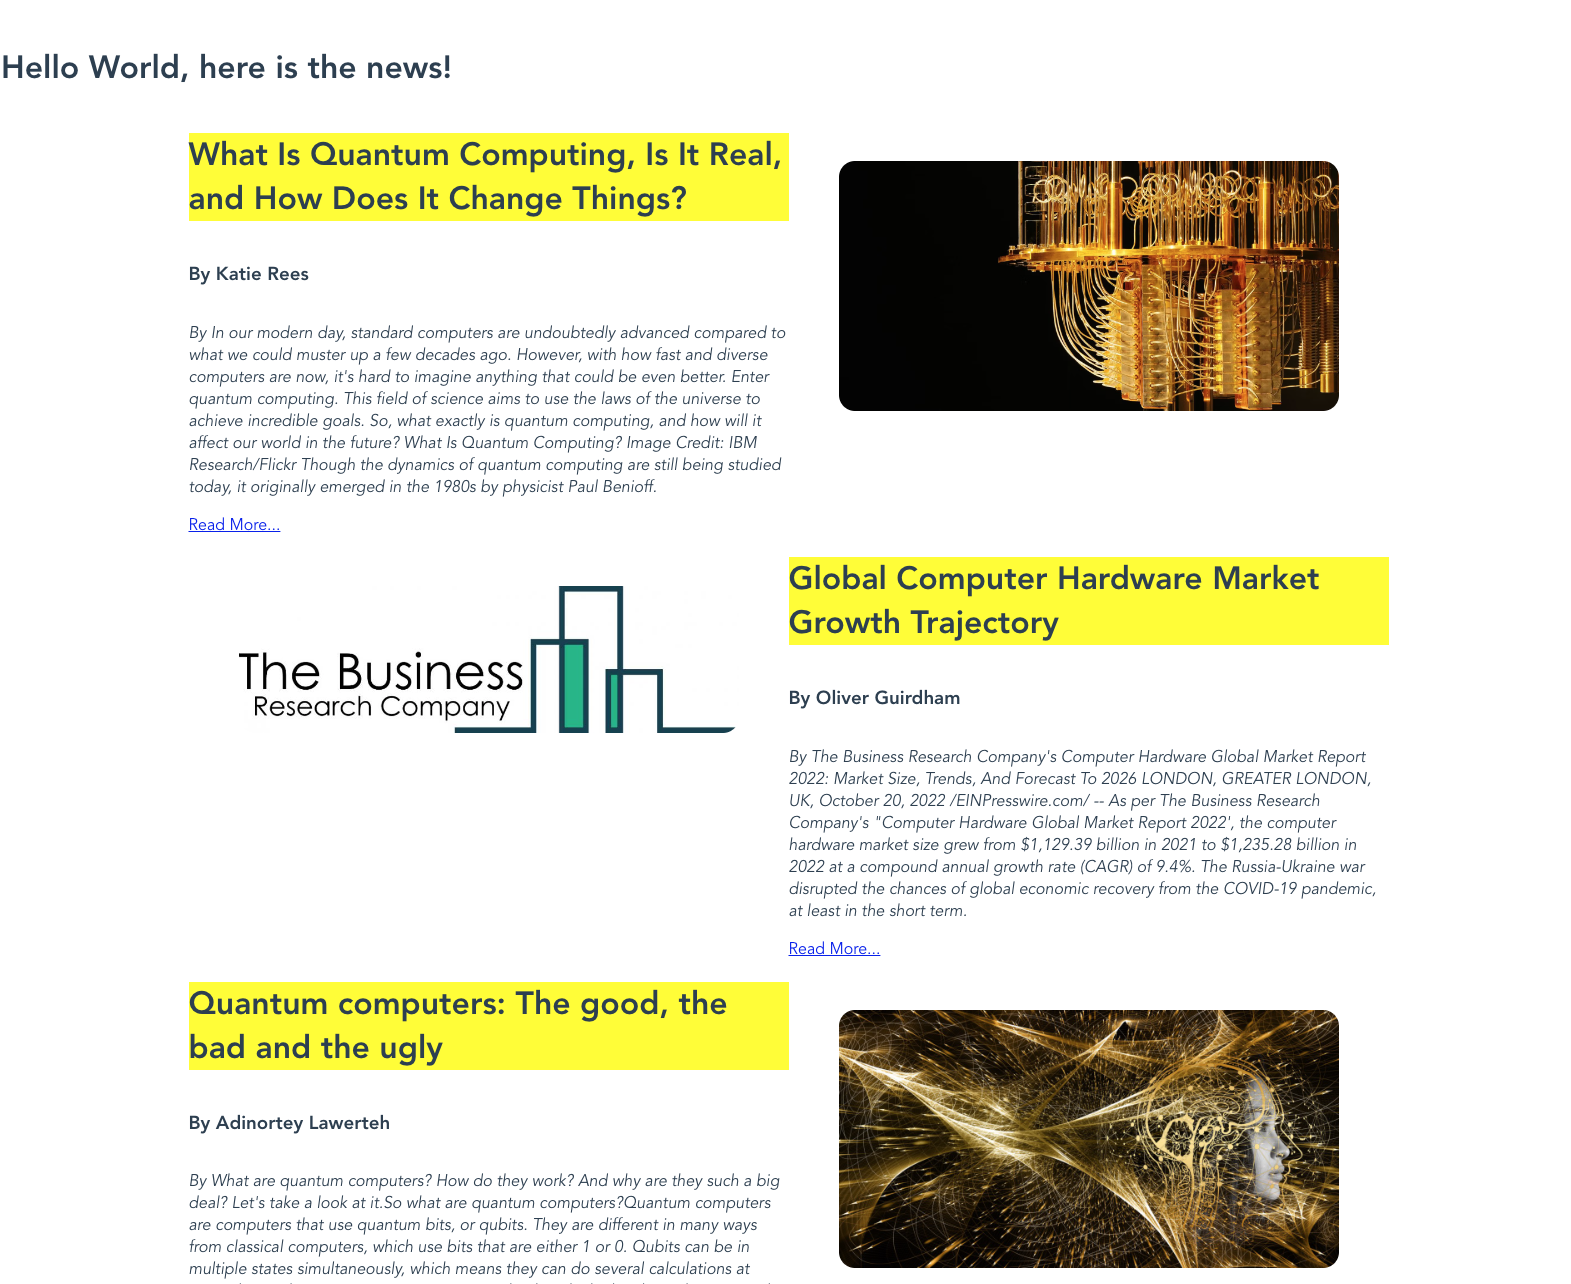 Hello World, here is the news!
What Is Quantum Computing, Is It Real,
and How Does It Change Things?
By Katie Rees
By In our modern day, standard computers are undoubtedly advanced compared to
what we could muster up a few decades ago. However, with how fast and diverse
computers are now, it's hard to imagine anything that could be even better. Enter
quantum computing. This field of science aims to use the laws of the universe to
achieve incredible goals. So, what exactly is quantum computing, and how will it
affect our world in the future? What Is Quantum Computing? Image Credit: IBM
Research/Flickr Though the dynamics of quantum computing are still being studied
today, it originally emerged in the 1980s by physicist Paul Benioff.
Read More...
The Business
Research Company
Global Computer Hardware Market
Growth Trajectory
By Oliver Guirdham
By The Business Research Company's Computer Hardware Global Market Report
2022: Market Size, Trends, And Forecast To 2026 LONDON, GREATER LONDON,
UK, October 20, 2022 /EINPresswire.com/ -- As per The Business Research
Company's "Computer Hardware Global Market Report 2022', the computer
hardware market size grew from $1,129.39 billion in 2021 to $1,235.28 billion in
2022 at a compound annual growth rate (CAGR) of 9.4%. The Russia-Ukraine war
disrupted the chances of global economic recovery from the COVID-19 pandemic,
at least in the short term.
Read More...
Quantum computers: The good, the
bad and the ugly
By Adinortey Lawerteh
By What are quantum computers? How do they work? And why are they such a big
deal? Let's take a look at it.So what are quantum computers?Quantum computers
are computers that use quantum bits, or qubits. They are different in many ways
from classical computers, which use bits that are either 1 or 0. Qubits can be in
multiple states simultaneously, which means they can do several calculations at